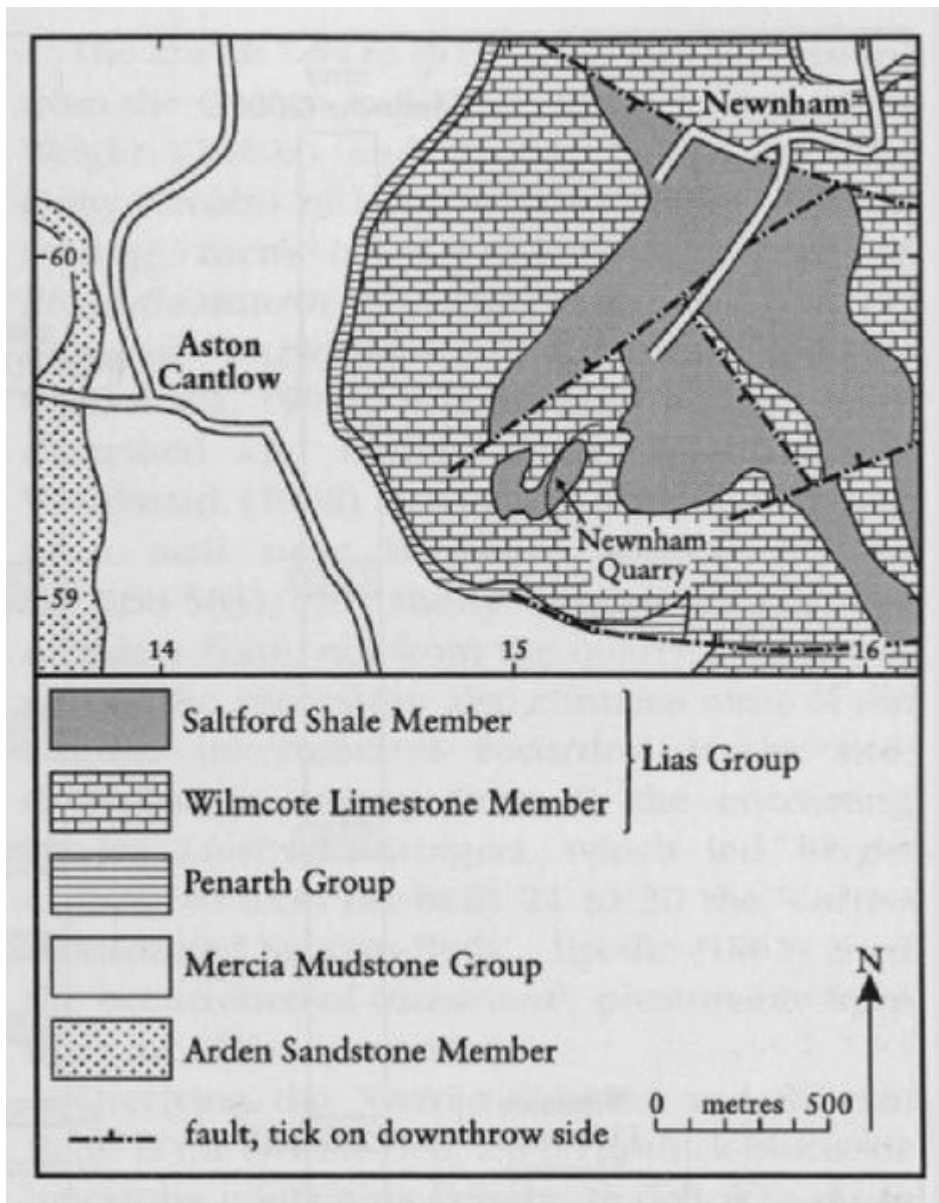 Newnham
60
Aston
Cantlow
Newnham
Quarry
59
14
15
16
Saltford Shale Member
Lias Group
Wilmcote Limestone Member
Penarth Group
Mercia Mudstone Group
Arden Sandstone Member
N
0 metres 500
fault, tick on downthrow side